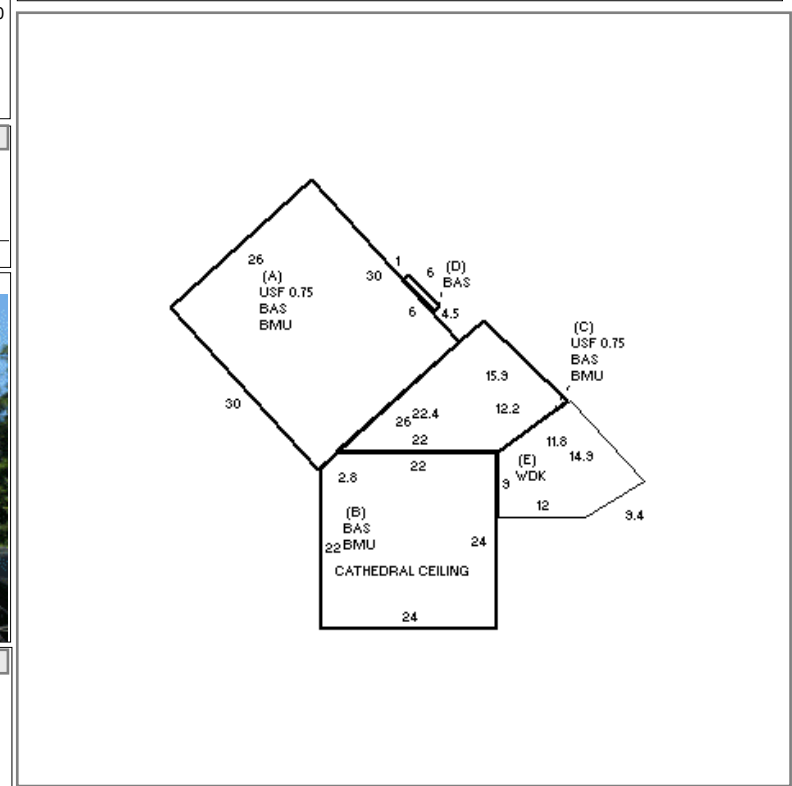 26
(A)
USF 0.75
BAS
BMU
30
30
1
6
(D)
BAS
6
4.5
(C)
USF 0.75
BAS
BMU
15.9
12.2
26
22.4
22
22
2.8
11.8
14.9
(E)
WDK
9
12
9.4
(B)
BAS
BMU
22
24
CATHEDRAL CEILING
24